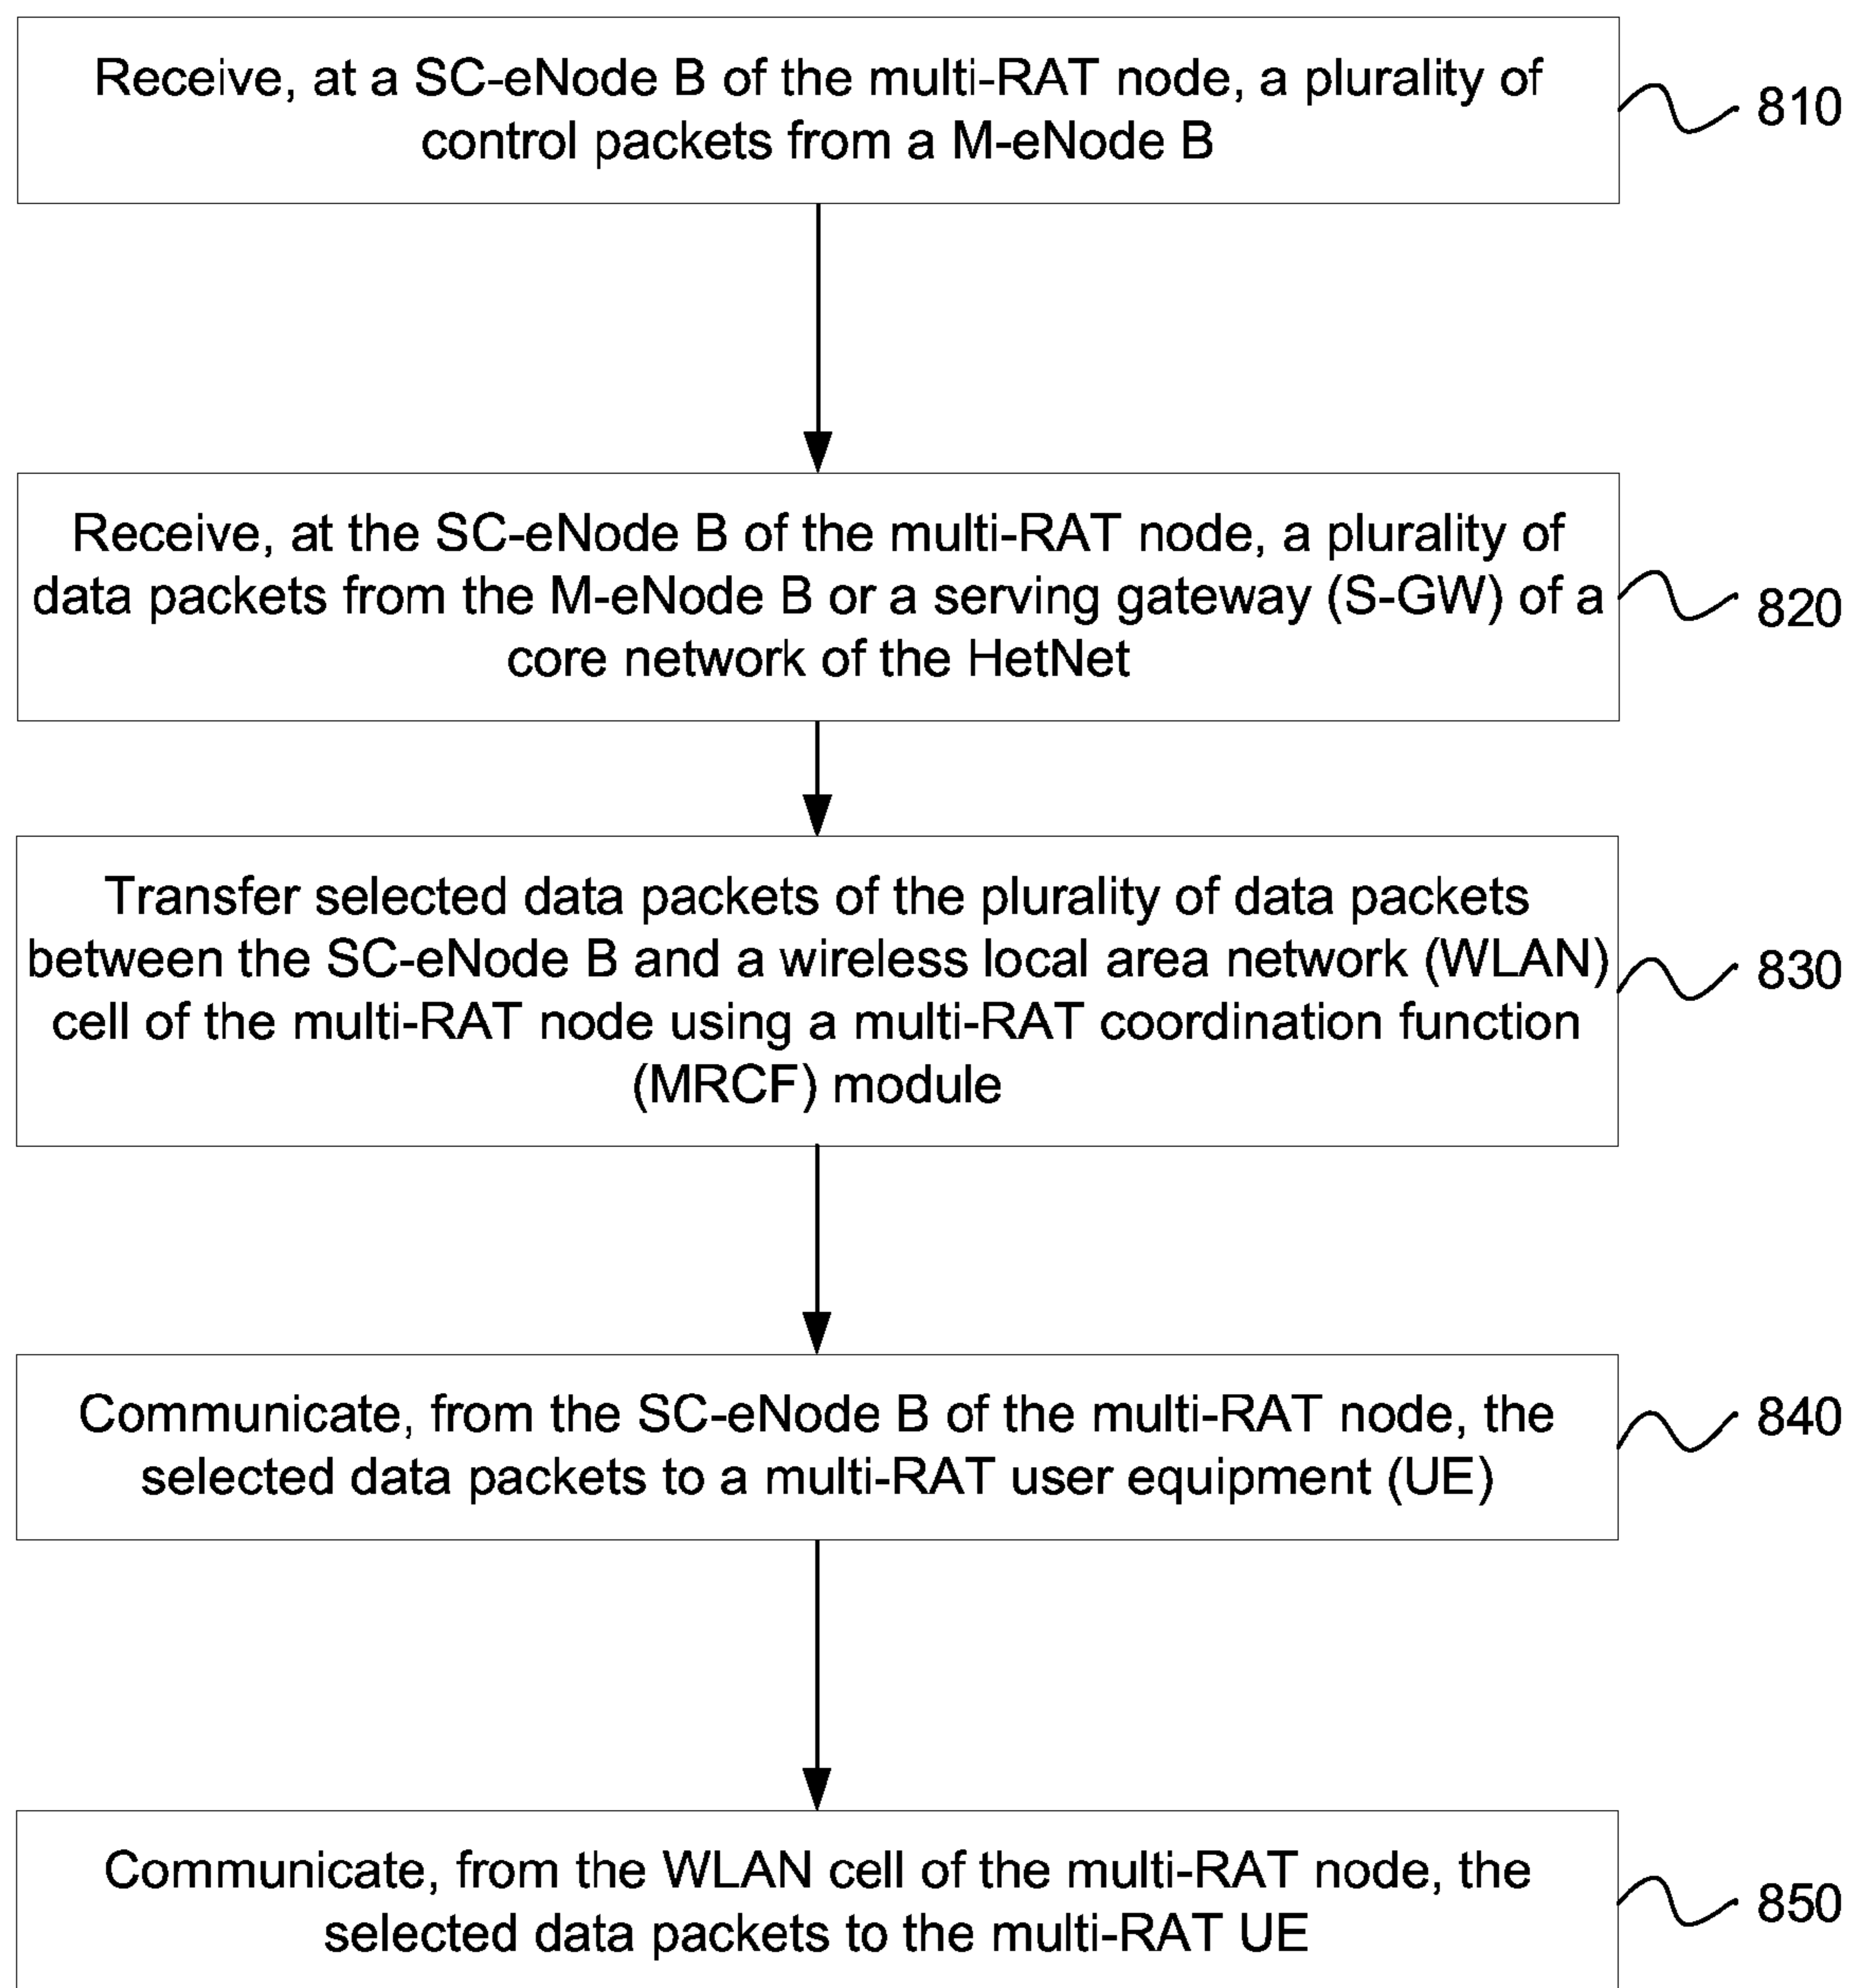 Receive, at a SC-eNode B of the multi-RAT node, a plurality of
control packets from a M-eNode B
810
Receive, at the SC-eNode B of the multi-RAT node, a plurality of
data packets from the M-eNode B or a serving gateway (S-GW) of a
core network of the HetNet
820
Transfer selected data packets of the plurality of data packets
between the SC-eNode B and a wireless local area network (WLAN)
cell of the multi-RAT node using a multi-RAT coordination function
(MRCF) module
830
Communicate, from the SC-eNode B of the multi-RAT node, the
selected data packets to a multi-RAT user equipment (UE)
840
Communicate, from the WLAN cell of the multi-RAT node, the
selected data packets to the multi-RAT UE
850